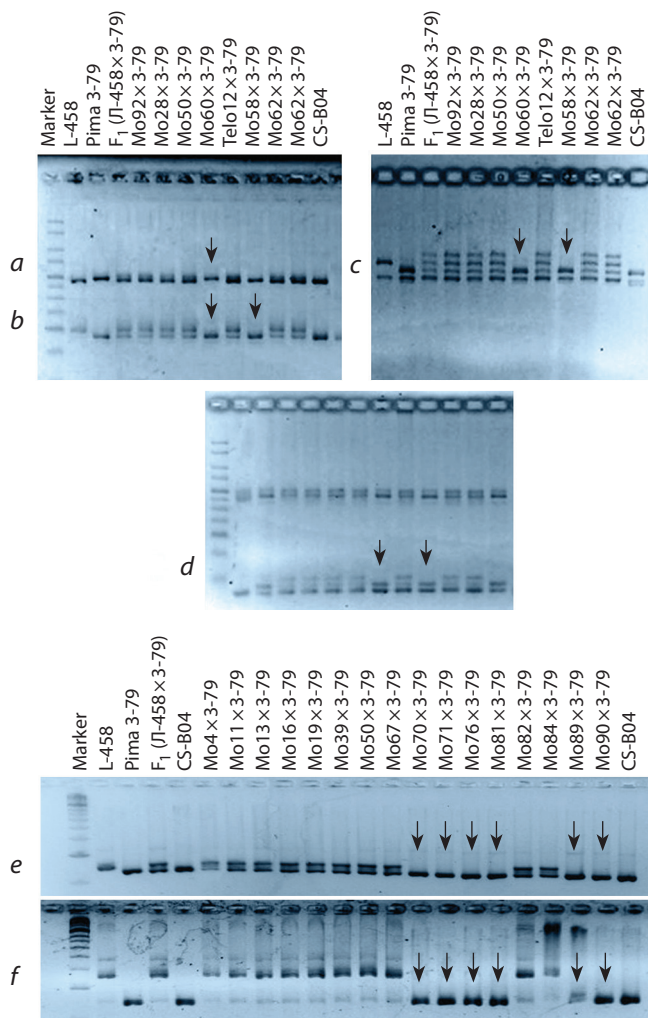 Marker
L-458
Pima 3-79
F₁ (Л-458×3-79)
Mo92×3-79
Mo28×3-79
Mo50×3-79
Mo60×3-79
Telo12×3-79
Mo58×3-79
Mo62×3-79
Mo62×3-79
CS-B04
L-458
Pima 3-79
F₁ (Л-458×3-79)
Mo92×3-79
Mo28×3-79
Mo50×3-79
Mo60×3-79
Telo12×3-79
Mo58×3-79
Mo62×3-79
Mo62×3-79
CS-B04
a
b
c
d
Marker
L-458
Pima 3-79
F₁ (Л-458×3-79)
CS-B04
Mo4×3-79
Mo11×3-79
Mo13×3-79
Mo16×3-79
Mo19×3-79
Mo39×3-79
Mo50×3-79
Mo67×3-79
Mo70×3-79
Mo71×3-79
Mo76×3-79
Mo81×3-79
Mo82×3-79
Mo84×3-79
Mo89×3-79
Mo90×3-79
CS-B04
e
f